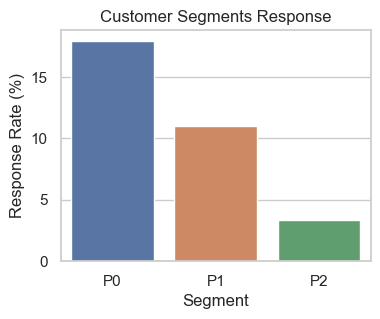 Customer Segments Response
Response Rate (%)
15
10
5
0
P0 P1 P2
Segment